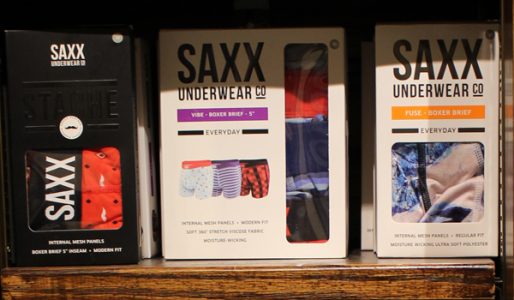 SAXX
UNDERWEAR CO
SAXX
INTERNAL MESH PANELS
BOXER BRIEF 5" INSEAM • MODERN FIT
SAXX
UNDERWEAR CO
VIBE - BOXER BRIEF - 5"
EVERYDAY
INTERNAL MESH PANELS • MODERN FIT
SOFT 360° STRETCH VISCOSE FABRIC
MOISTURE-WICKING
SAXX
UNDERWEAR CO
FUSE - BOXER BRIEF
EVERYDAY
INTERNAL MESH PANELS • REGULAR FIT
MOISTURE-WICKING ULTRA SOFT POLYESTER